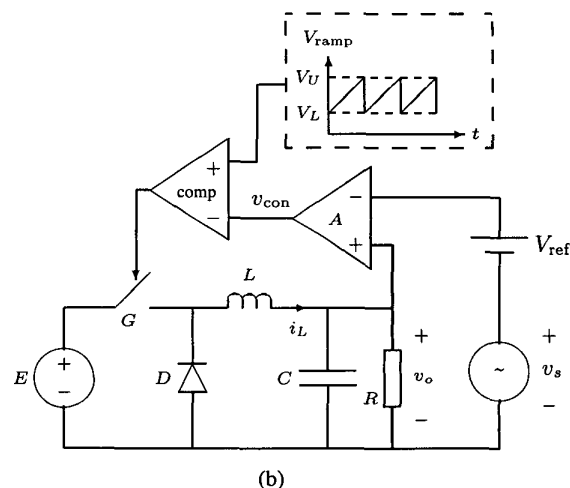 V_ramp
V_U
V_L
t
+
comp
−
v_con
−
A
+
V_ref
L
G
i_L
+
E
−
D
C
R
+
v_o
−
~
+
v_s
−
(b)